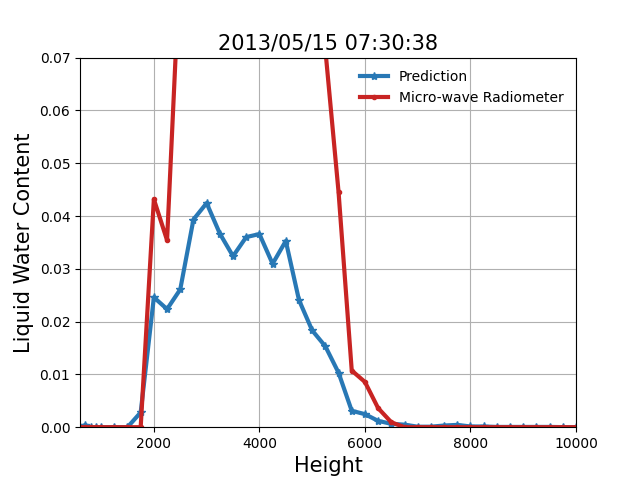 2013/05/15 07:30:38
Prediction
Micro-wave Radiometer
Liquid Water Content
0.07
0.06
0.05
0.04
0.03
0.02
0.01
0.00
2000 4000 6000 8000 10000
Height